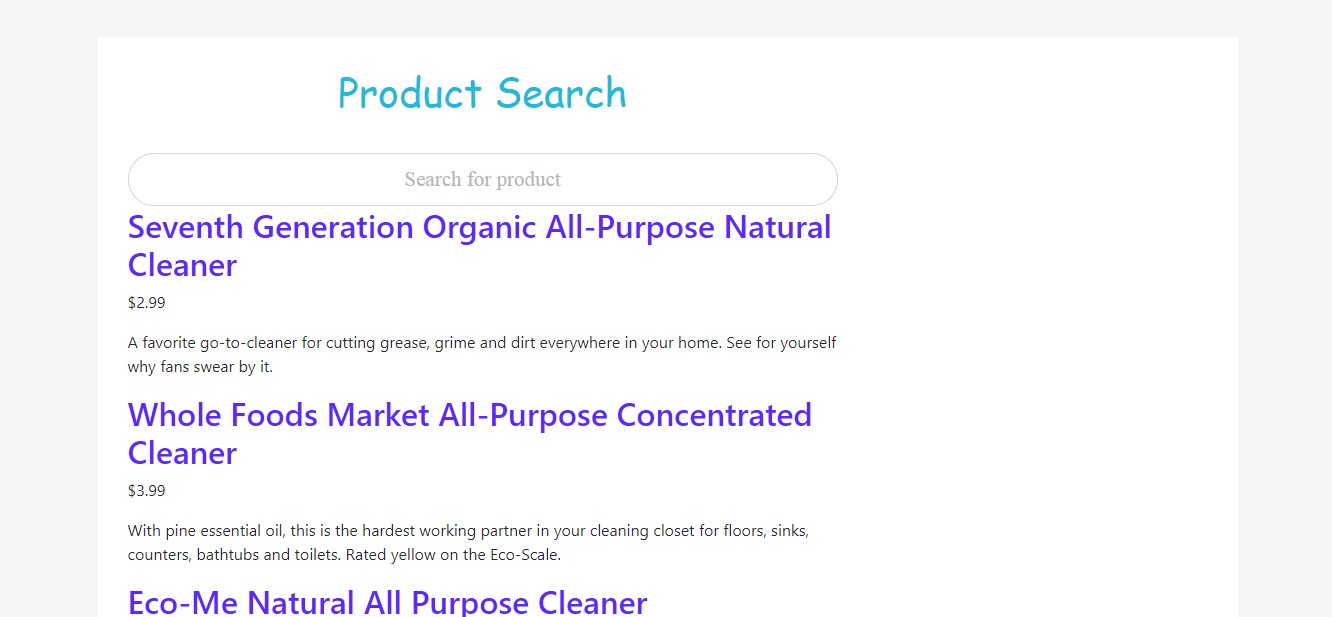 Product Search
Search for product
Seventh Generation Organic All-Purpose Natural
Cleaner
$2.99
A favorite go-to-cleaner for cutting grease, grime and dirt everywhere in your home. See for yourself
why fans swear by it.
Whole Foods Market All-Purpose Concentrated
Cleaner
$3.99
With pine essential oil, this is the hardest working partner in your cleaning closet for floors, sinks,
counters, bathtubs and toilets. Rated yellow on the Eco-Scale.
Eco-Me Natural All Purpose Cleaner